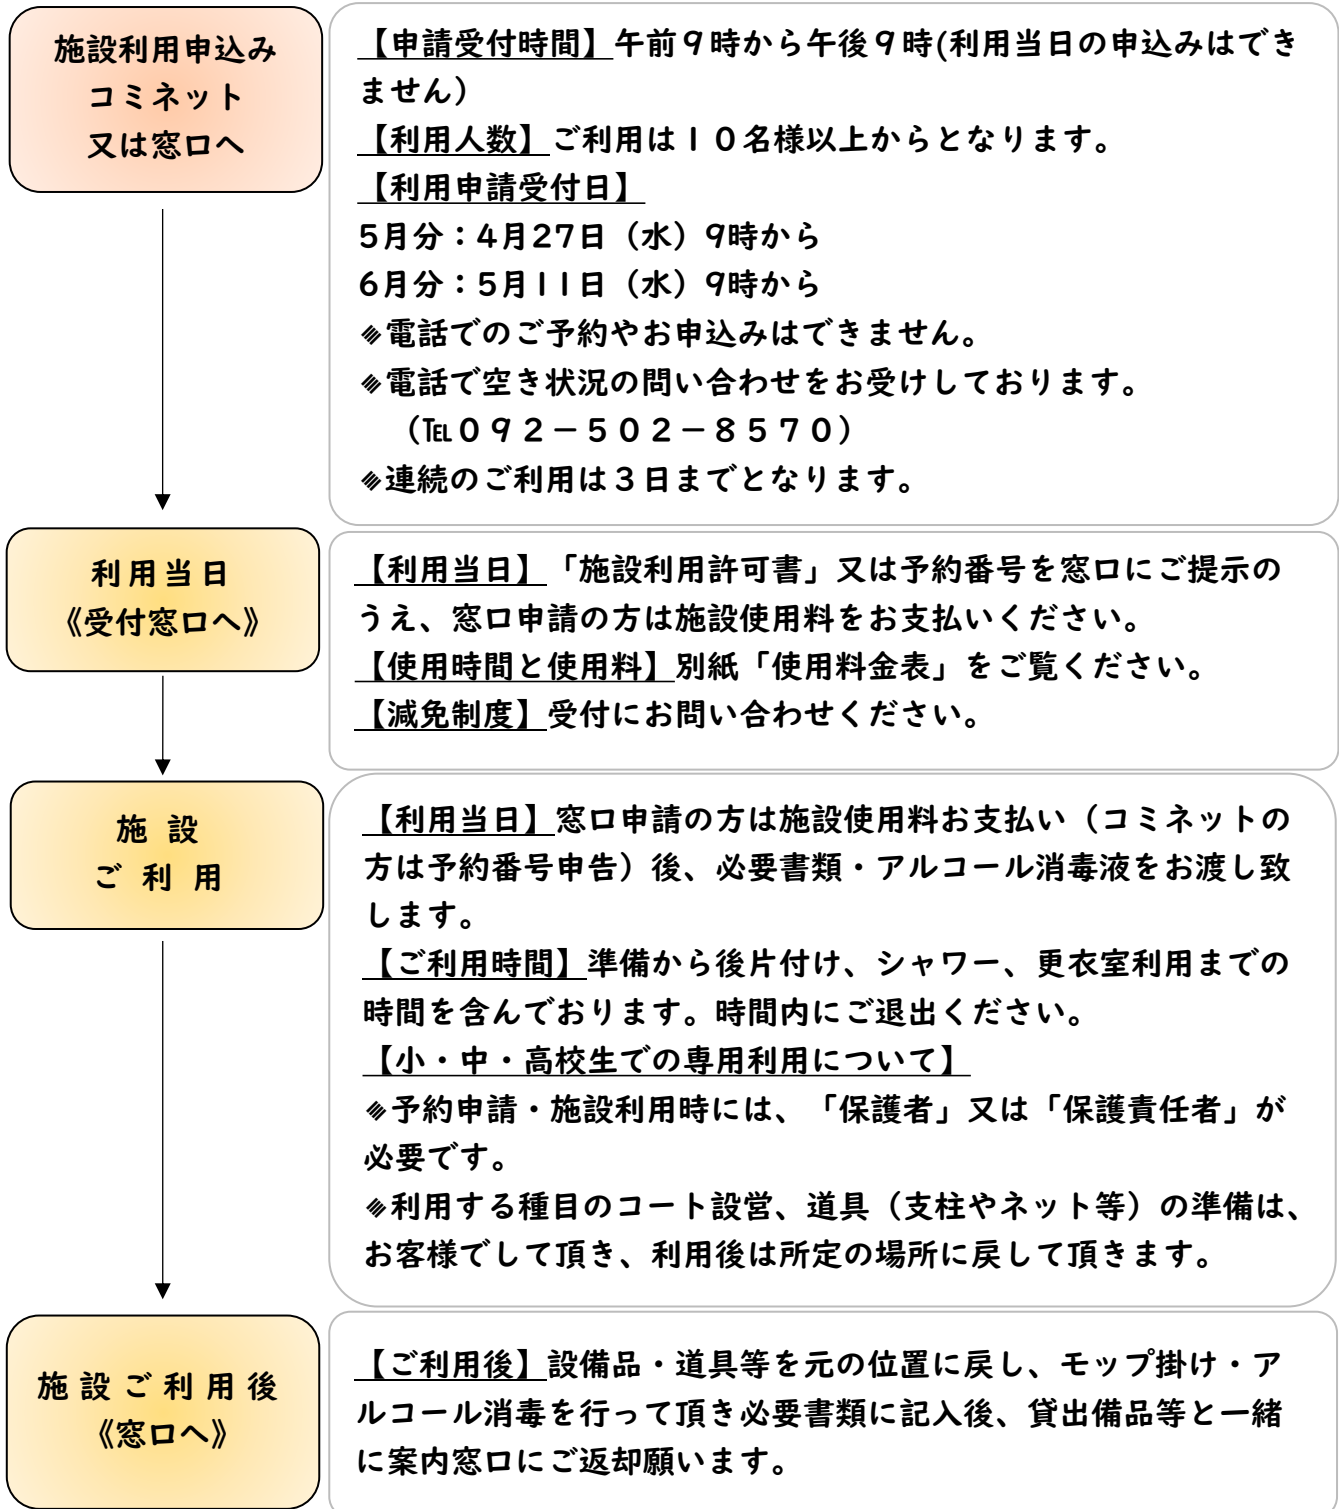 施設利用申込み
コミネット
又は窓口へ
【申請受付時間】午前９時から午後９時(利用当日の申込みはでき
ません）
【利用人数】ご利用は１０名様以上からとなります。
【利用申請受付日】
5月分：4月27日（水）9時から
6月分：5月11日（水）9時から
※電話でのご予約やお申込みはできません。
※電話で空き状況の問い合わせをお受けしております。
（℡０９２－５０２－８５７０）
※連続のご利用は３日までとなります。
利用当日
《受付窓口へ》
【利用当日】「施設利用許可書」又は予約番号を窓口にご提示の
うえ、窓口申請の方は施設使用料をお支払いください。
【使用時間と使用料】別紙「使用料金表」をご覧ください。
【減免制度】受付にお問い合わせください。
施 設
ご 利 用
【利用当日】窓口申請の方は施設使用料お支払い（コミネットの
方は予約番号申告）後、必要書類・アルコール消毒液をお渡し致
します。
【ご利用時間】準備から後片付け、シャワー、更衣室利用までの
時間を含んでおります。時間内にご退出ください。
【小・中・高校生での専用利用について】
※予約申請・施設利用時には、「保護者」又は「保護責任者」が
必要です。
※利用する種目のコート設営、道具（支柱やネット等）の準備は、
お客様でして頂き、利用後は所定の場所に戻して頂きます。
施 設 ご 利 用 後
《窓口へ》
【ご利用後】設備品・道具等を元の位置に戻し、モップ掛け・ア
ルコール消毒を行って頂き必要書類に記入後、貸出備品等と一緒
に案内窓口にご返却願います。